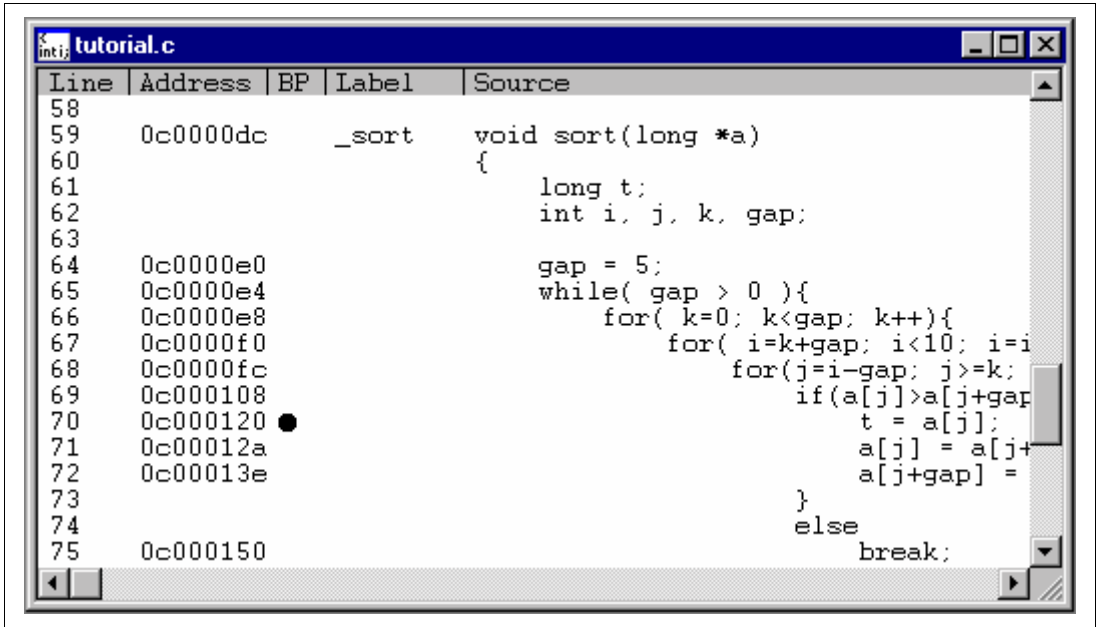 tutorial.c
Line Address BP Label Source
58
59 0c0000dc _sort void sort(long *a)
60 {
61 long t;
62 int i, j, k, gap;
63
64 0c0000e0 gap = 5;
65 0c0000e4 while( gap > 0 ){
66 0c0000e8 for( k=0; k<gap; k++){
67 0c0000f0 for( i=k+gap; i<10; i=i
68 0c0000fc for(j=i-gap; j>=k;
69 0c000108 if(a[j]>a[j+gap
70 0c000120 ● t = a[j];
71 0c00012a a[j] = a[j+
72 0c00013e a[j+gap] =
73 }
74 else
75 0c000150 break;